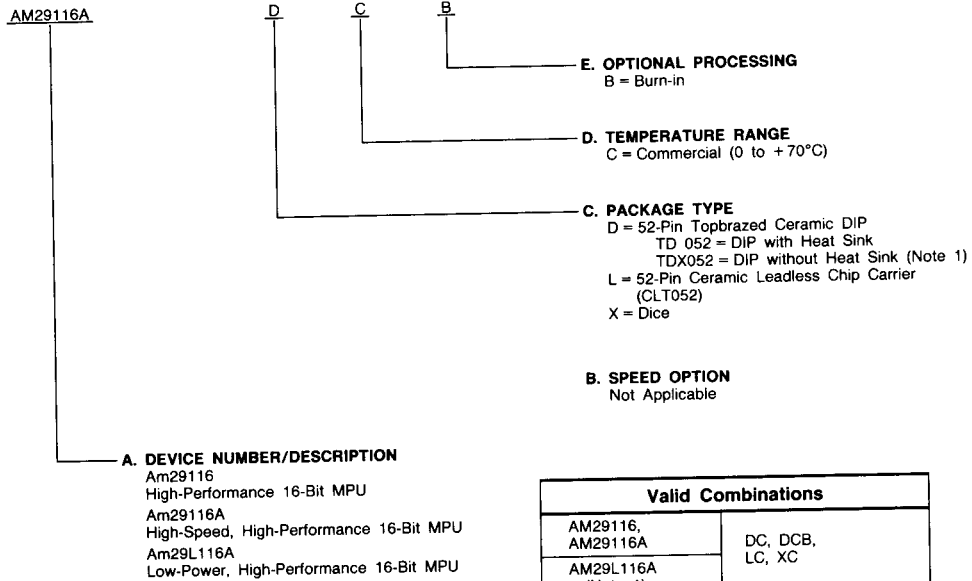 AM29116A D C B
E. OPTIONAL PROCESSING
B = Burn-in
D. TEMPERATURE RANGE
C = Commercial (0 to +70°C)
C. PACKAGE TYPE
D = 52-Pin Topbrazed Ceramic DIP
TD 052 = DIP with Heat Sink
TDX052 = DIP without Heat Sink (Note 1)
L = 52-Pin Ceramic Leadless Chip Carrier
(CLT052)
X = Dice
B. SPEED OPTION
Not Applicable
A. DEVICE NUMBER/DESCRIPTION
Am29116
High-Performance 16-Bit MPU
Am29116A
High-Speed, High-Performance 16-Bit MPU
Am29L116A
Low-Power, High-Performance 16-Bit MPU
Valid Combinations
AM29116,
AM29116A
DC, DCB,
LC, XC
AM29L116A